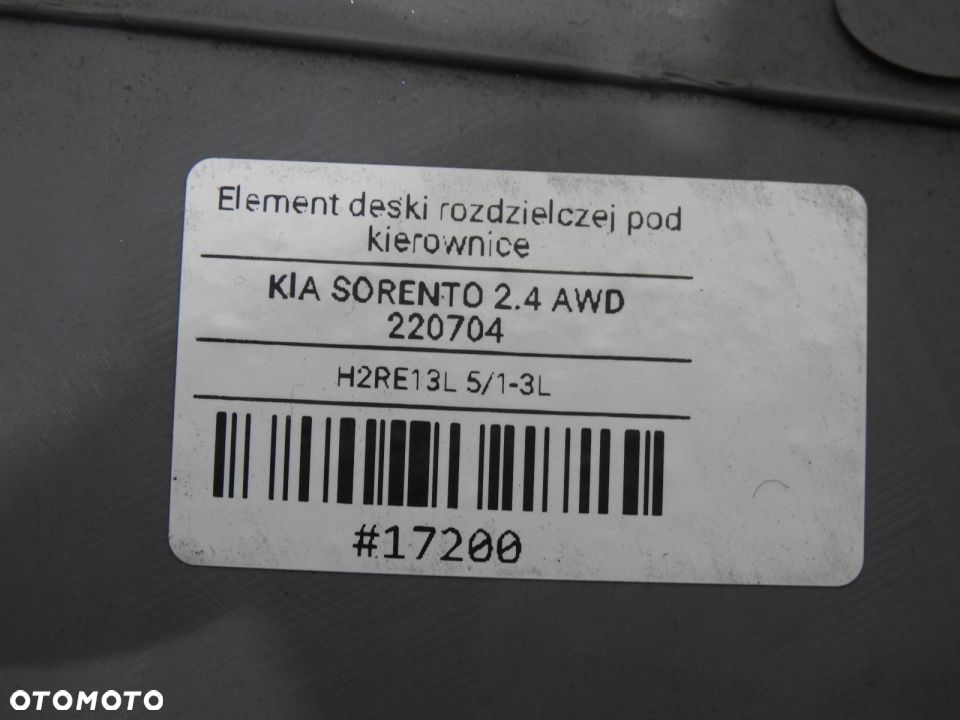 Element deski rozdzielczej pod
kierownice
KIA SORENTO 2.4 AWD
220704
H2RE13L 5/1-3L
#17200
OTOMOTO